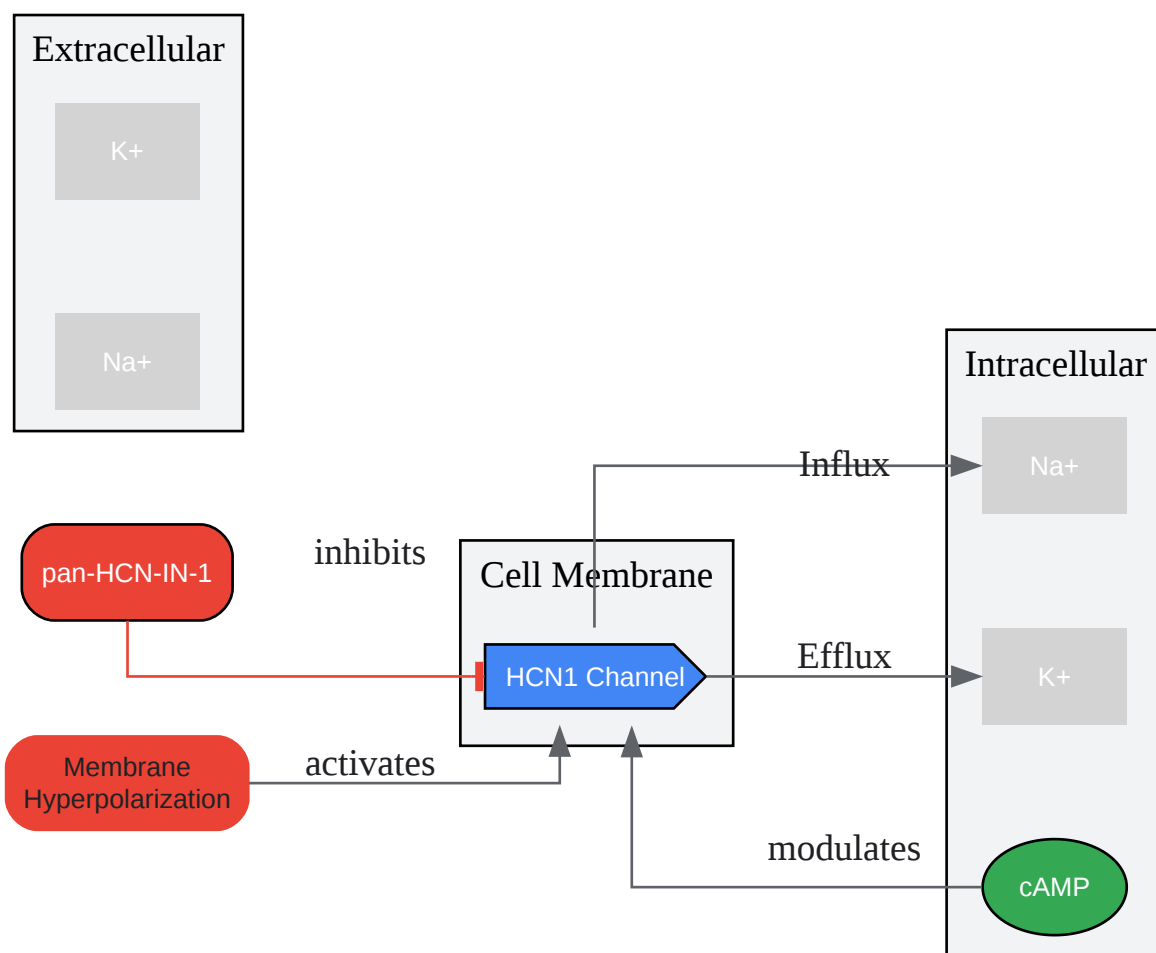 Extracellular
K+
Na+
Intracellular
Influx
Na+
inhibits
pan-HCN-IN-1
Cell Membrane
HCN1 Channel
Efflux
K+
activates
Membrane
Hyperpolarization
modulates
cAMP